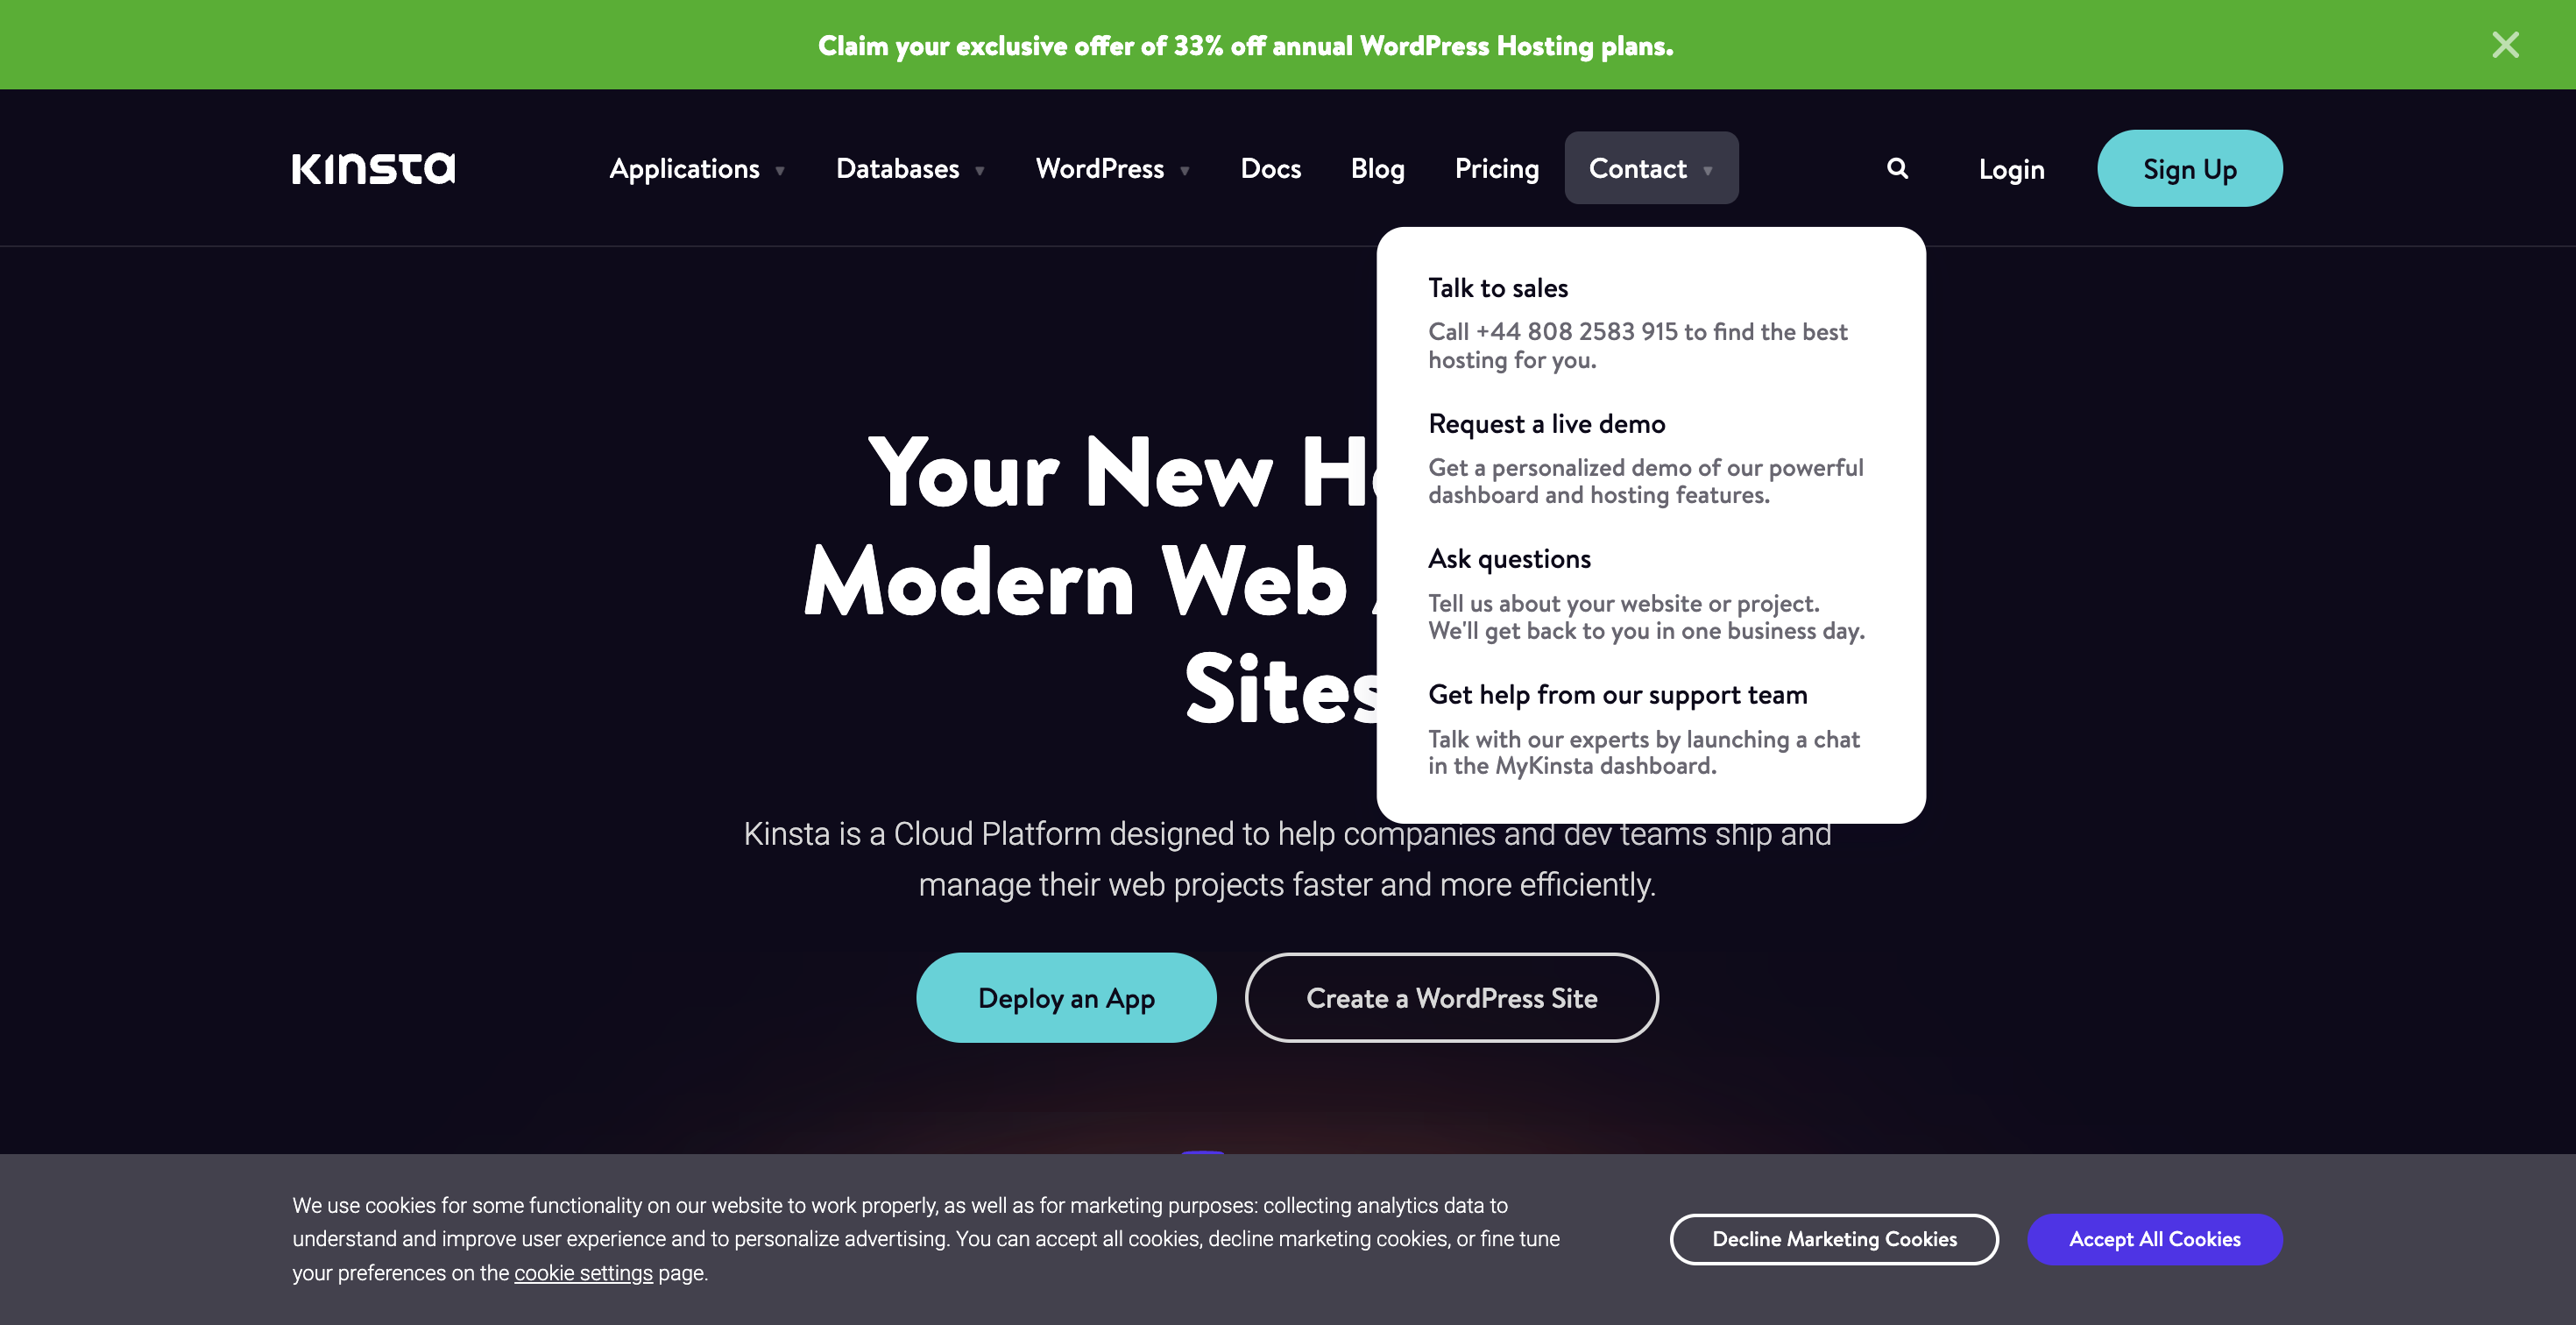 Claim your exclusive offer of 33% off annual WordPress Hosting plans.
KINSTA
Applications
Databases
WordPress
Docs
Blog
Pricing
Contact
Login
Sign Up
Talk to sales
Call +44 808 2583 915 to find the best
hosting for you.
Request a live demo
Get a personalized demo of our powerful
dashboard and hosting features.
Ask questions
Tell us about your website or project.
We'll get back to you in one business day.
Get help from our support team
Talk with our experts by launching a chat
in the MyKinsta dashboard.
Your New
Modern Web
Sites
Kinsta is a Cloud Platform designed to help companies and dev teams ship and
manage their web projects faster and more efficiently.
Deploy an App
Create a WordPress Site
We use cookies for some functionality on our website to work properly, as well as for marketing purposes: collecting analytics data to
understand and improve user experience and to personalize advertising. You can accept all cookies, decline marketing cookies, or fine tune
your preferences on the cookie settings page.
Decline Marketing Cookies
Accept All Cookies